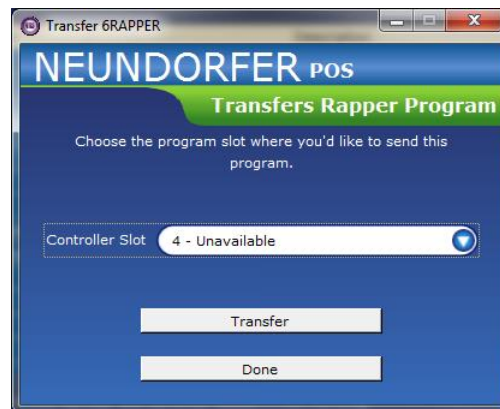 Transfer 6RAPPER
NEUNDORFER POS
Transfers Rapper Program
Choose the program slot where you'd like to send this
program.
Controller Slot 4 - Unavailable
Transfer
Done